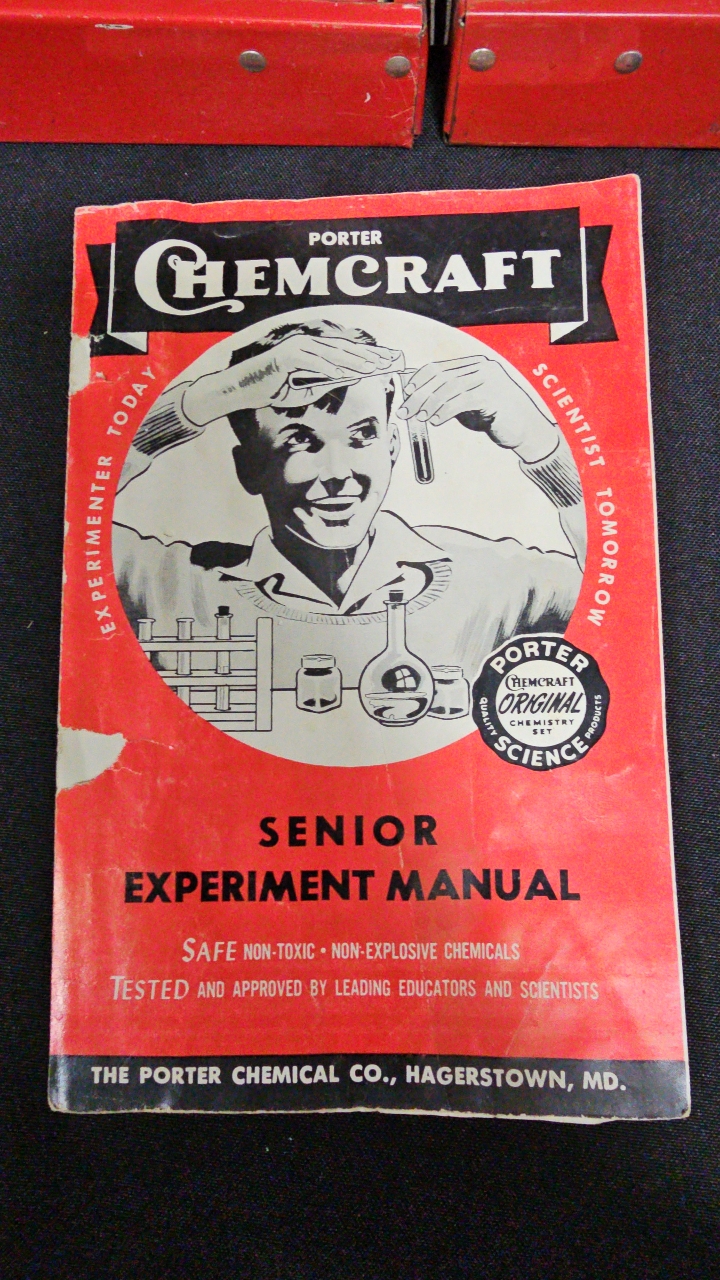 PORTER
CHEMCRAFT
EXPERIMENTER TODAY
SCIENTIST TOMORROW
PORTER
CHEMCRAFT
ORIGINAL
CHEMISTRY
SET
QUALITY
PRODUCTS
SCIENCE
SENIOR
EXPERIMENT MANUAL
SAFE NON-TOXIC • NON-EXPLOSIVE CHEMICALS
TESTED AND APPROVED BY LEADING EDUCATORS AND SCIENTISTS
THE PORTER CHEMICAL CO., HAGERSTOWN, MD.